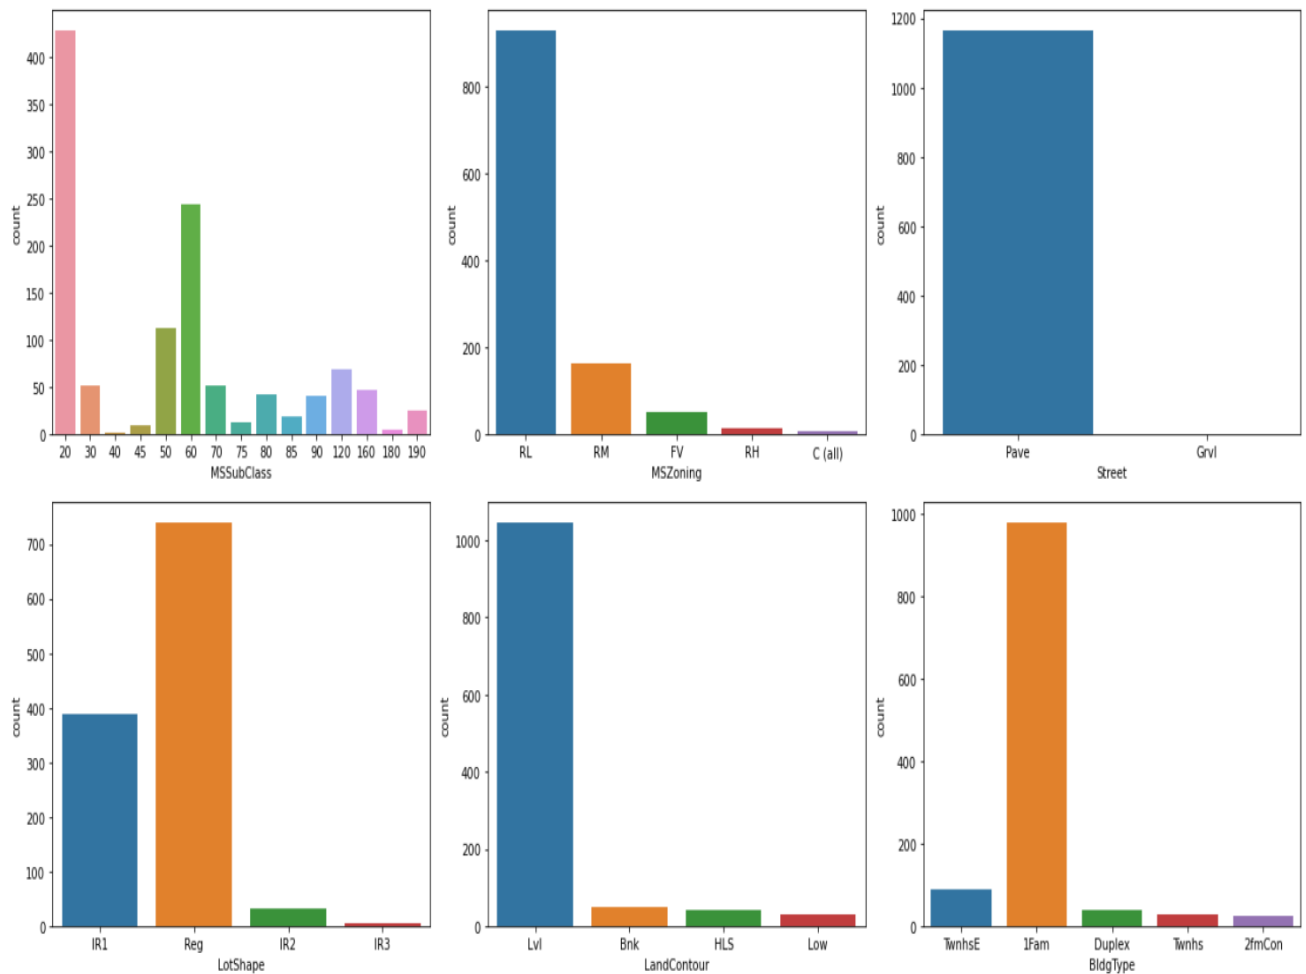 400
350
300
250
200
150
100
50
0
count
20 30 40 45 50 60 70 75 80 85 90 120 160 180 190
MSSubClass
800
600
400
200
0
count
RL RM FV RH C (all)
MSZoning
1200
1000
800
600
400
200
0
count
Pave Grvl
Street
700
600
500
400
300
200
100
0
count
IR1 Reg IR2 IR3
LotShape
1000
800
600
400
200
0
count
Lvl Bnk HLS Low
LandContour
1000
800
600
400
200
0
count
TwnhsE 1Fam Duplex Twnhs 2fmCon
BldgType